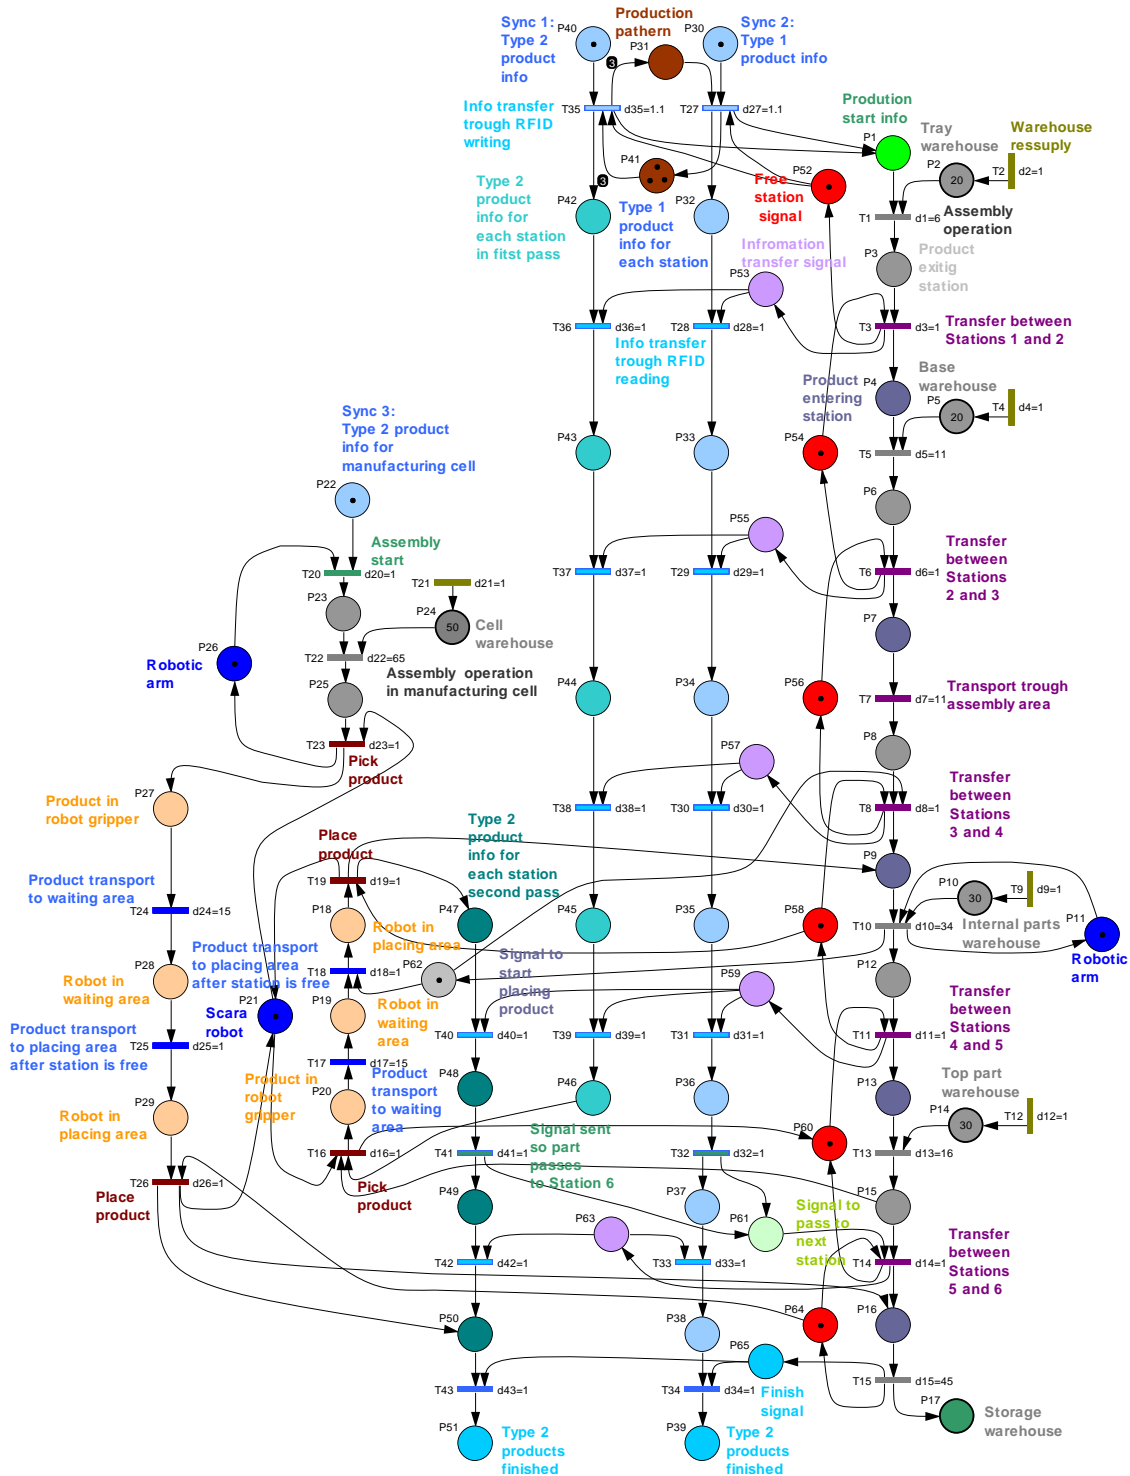 Sync 1:
Type 2
product
info
P40
Production
pathern
P31
P30
Sync 2:
Type 1
product info
3
Info transfer
trough RFID
writing
T35
d35=1.1
T27
d27=1.1
Prodution
start info
P1
Tray
warehouse
P2
20
Warehouse
ressuply
T2
d2=1
P41
3
P42
Type 2
product
info for
each station
in fitst pass
Type 1
product
info for
each station
P32
Free
station
signal
P52
T1
d1=6
Assembly
operation
P3
Product
exitig
station
Infromation
transfer signal
P53
T36
d36=1
T28
d28=1
Info transfer
trough RFID
reading
T3
d3=1
Transfer between
Stations 1 and 2
Product
entering
station
P4
Base
warehouse
P5
20
T4
d4=1
Sync 3:
Type 2 product
info for
manufacturing cell
P43
P33
P54
T5
d5=11
P22
P6
Assembly
start
T20
d20=1
T21
d21=1
P55
T37
d37=1
T29
d29=1
T6
d6=1
Transfer
between
Stations
2 and 3
P23
P24
50
Cell
warehouse
P7
P26
Robotic
arm
T22
d22=65
Assembly operation
in manufacturing cell
P25
P44
P34
P56
T7
d7=11
Transport trough
assembly area
T23
d23=1
Pick
product
P8
P57
P27
Product in
robot gripper
T38
d38=1
T30
d30=1
T8
d8=1
Transfer
between
Stations
3 and 4
Type 2
product
info for
each station
second pass
Place
product
T19
d19=1
P9
P10
30
T9
d9=1
Product transport
to waiting area
T24
d24=15
P18
Robot in
placing area
P47
P45
P35
P58
T10
d10=34
Internal parts
warehouse
P11
Robotic
arm
Product transport
to placing area
after station is free
T18
d18=1
P62
Signal to
start
placing
product
P12
P28
Robot in
waiting area
P59
P21
Scara
robot
P19
Robot in
waiting
area
Product transport
to placing area
after station is free
T25
d25=1
T40
d40=1
T39
d39=1
T31
d31=1
T11
d11=1
Transfer
between
Stations
4 and 5
T17
d17=15
Product
transport
to waiting
area
Product in
robot
gripper
P20
P48
P46
P36
P13
Top part
warehouse
P14
30
T12
d12=1
P29
Robot in
placing area
P60
Signal sent
so part
passes
to Station 6
T16
d16=1
Pick
product
T41
d41=1
T32
d32=1
T13
d13=16
T26
d26=1
Place
product
P49
P37
P15
P63
P61
Signal to
pass to
next
station
T42
d42=1
T33
d33=1
T14
d14=1
Transfer
between
Stations
5 and 6
P50
P38
P64
P16
P65
T43
d43=1
T34
d34=1
Finish
signal
T15
d15=45
P17
Storage
warehouse
P51
Type 2
products
finished
P39
Type 2
products
finished